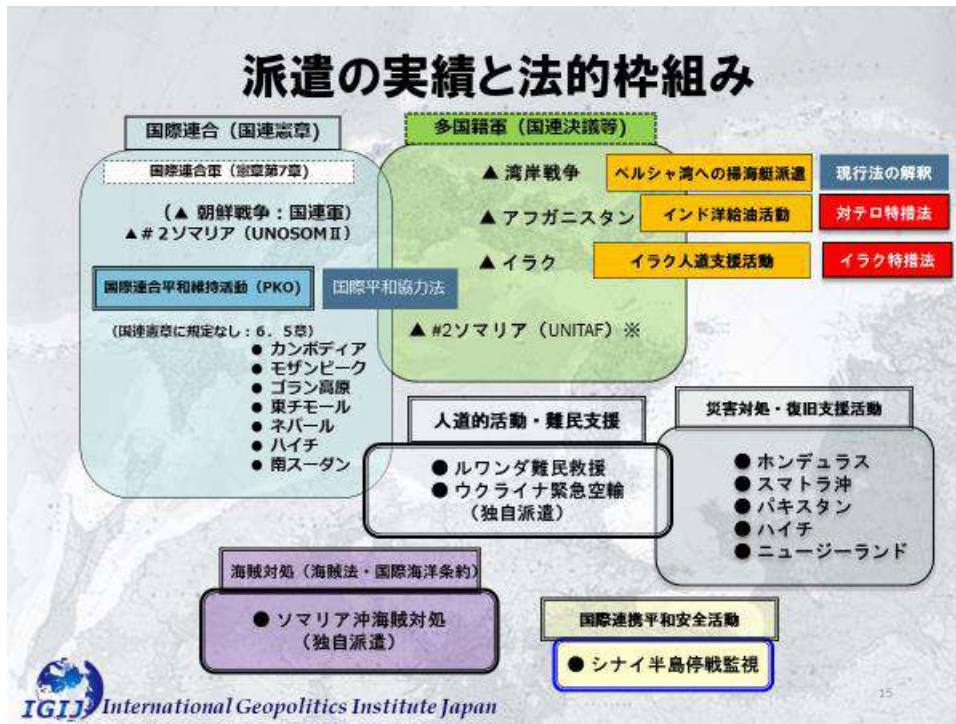 派遣の実績と法的枠組み
国際連合（国連憲章)
国際連合軍（憲章第7章）
(▲ 朝鮮戦争：国連軍）
▲＃２ソマリア（UNOSOMⅡ）
国際連合平和維持活動（PKO）
国際平和協力法
（国連憲章に規定なし：６．５章）
● カンボディア
● モザンビーク
● ゴラン高原
● 東チモール
● ネパール
● ハイチ
● 南スーダン
多国籍軍（国連決議等）
▲ 湾岸戦争
ペルシャ湾への掃海艇派遣
現行法の解釈
▲ アフガニスタン
インド洋給油活動
対テロ特措法
▲ イラク
イラク人道支援活動
イラク特措法
▲ #2ソマリア（UNITAF）※
人道的活動・難民支援
● ルワンダ難民救援
● ウクライナ緊急空輸
（独自派遣）
災害対処・復旧支援活動
● ホンデュラス
● スマトラ沖
● パキスタン
● ハイチ
● ニュージーランド
海賊対処（海賊法・国際海洋条約）
● ソマリア沖海賊対処
（独自派遣）
国際連携平和安全活動
● シナイ半島停戦監視
IGIJ International Geopolitics Institute Japan
15